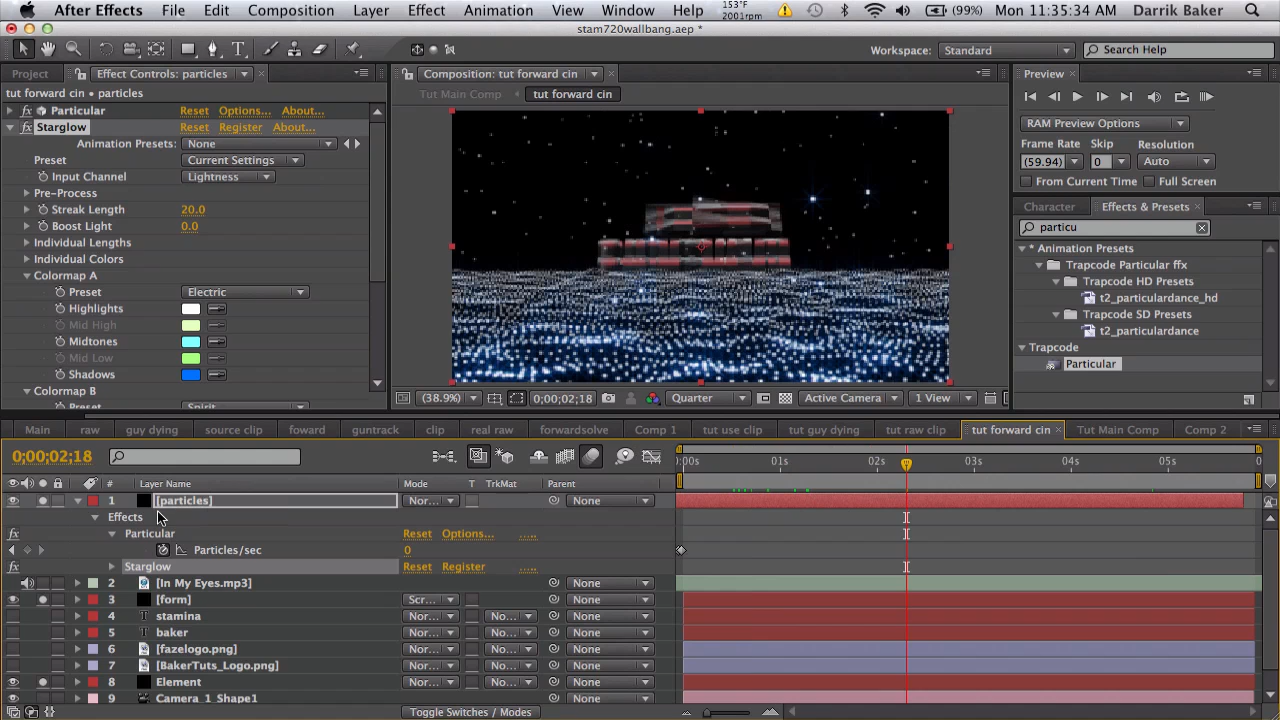 After Effects File Edit Composition Layer Effect Animation View Window Help 153°F 2001rpm (99%) Mon 11:35:34 AM Darrik Baker
stam720wallbang.aep *
Workspace: Standard Search Help
Project Effect Controls: particles Composition: tut forward cin Preview
tut forward cin • particles
Tut Main Comp tut forward cin
Particular Reset Options... About...
Starglow Reset Register About...
Animation Presets: None
Preset Current Settings
Input Channel Lightness
Pre-Process
Streak Length 20.0
Boost Light 0.0
Individual Lengths
Individual Colors
Colormap A
Preset Electric
Highlights
Mid High
Midtones
Mid Low
Shadows
Colormap B
Preset Spirit
(38.9%) 0;00;02;18 Quarter Active Camera 1 View
RAM Preview Options
Frame Rate Skip Resolution
(59.94) 0 Auto
From Current Time Full Screen
Character Effects & Presets
particu
* Animation Presets
Trapcode Particular ffx
Trapcode HD Presets
t2_particulardance_hd
Trapcode SD Presets
t2_particulardance
Trapcode
Particular
Main raw guy dying source clip foward guntrack clip real raw forwardsolve Comp 1 tut use clip tut guy dying tut raw clip tut forward cin Tut Main Comp Comp 2
0;00;02;18
:00s 01s 02s 03s 04s 05s 0
# Layer Name Mode T TrkMat Parent
1 [particles] Nor... None
Effects
Particular Reset Options... .....
Particles/sec 0
Starglow Reset Register .....
2 [In My Eyes.mp3] None
3 [form] Scr... None
4 stamina Nor... No... None
5 baker Nor... No... None
6 [fazelogo.png] Nor... No... None
7 [BakerTuts_Logo.png] Nor... No... None
8 Element Nor... No... None
9 Camera_1_Shape1 None
Toggle Switches / Modes